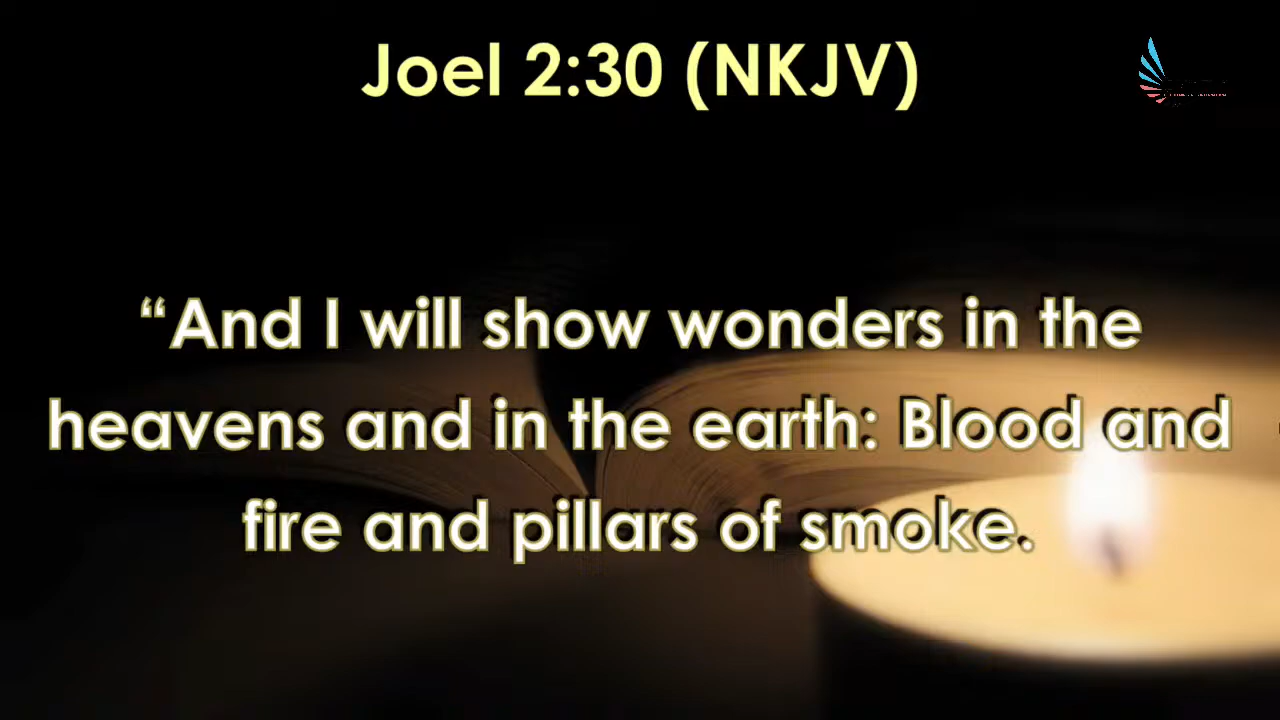 Joel 2:30 (NKJV)
“And I will show wonders in the
heavens and in the earth: Blood and
fire and pillars of smoke.